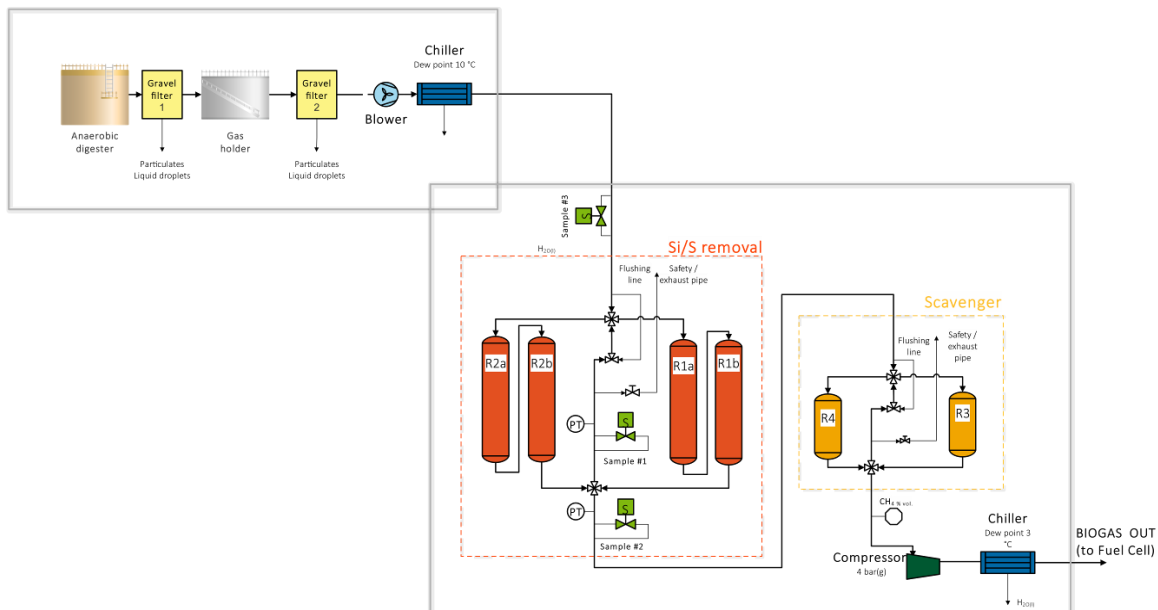 Chiller
Dew point 10 °C
Gravel
filter
1
Gravel
filter
2
Blower
Anaerobic
digester
Gas
holder
Particulates
Liquid droplets
Particulates
Liquid droplets
S
Sample #3
H2O(l)
Si/S removal
Flushing
line
Safety /
exhaust pipe
R2a
R2b
R1a
R1b
PT
S
Sample #1
PT
S
Sample #2
Scavenger
Flushing
line
Safety /
exhaust
pipe
R4
R3
CH4 % vol.
Compressor
4 bar(g)
Chiller
Dew point 3
°C
H2O(l)
BIOGAS OUT
(to Fuel Cell)